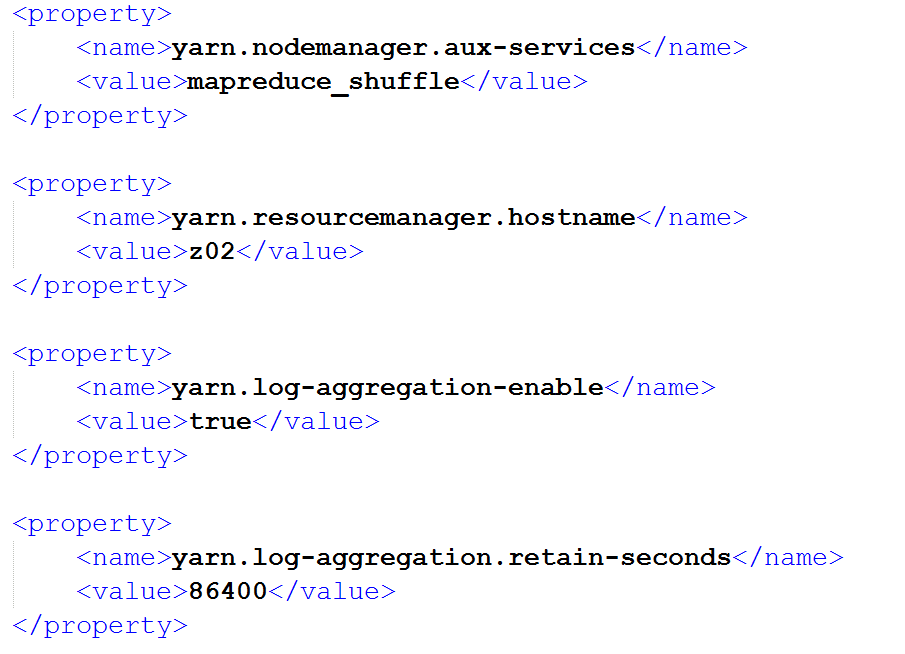 <property>
<name>yarn.nodemanager.aux-services</name>
<value>mapreduce_shuffle</value>
</property>
<property>
<name>yarn.resourcemanager.hostname</name>
<value>z02</value>
</property>
<property>
<name>yarn.log-aggregation-enable</name>
<value>true</value>
</property>
<property>
<name>yarn.log-aggregation.retain-seconds</name>
<value>86400</value>
</property>